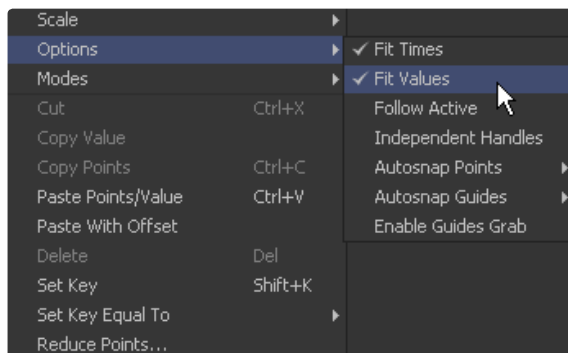 Scale
Options
Modes
Cut Ctrl+X
Copy Value
Copy Points Ctrl+C
Paste Points/Value Ctrl+V
Paste With Offset
Delete Del
Set Key Shift+K
Set Key Equal To
Reduce Points...
Fit Times
Fit Values
Follow Active
Independent Handles
Autosnap Points
Autosnap Guides
Enable Guides Grab